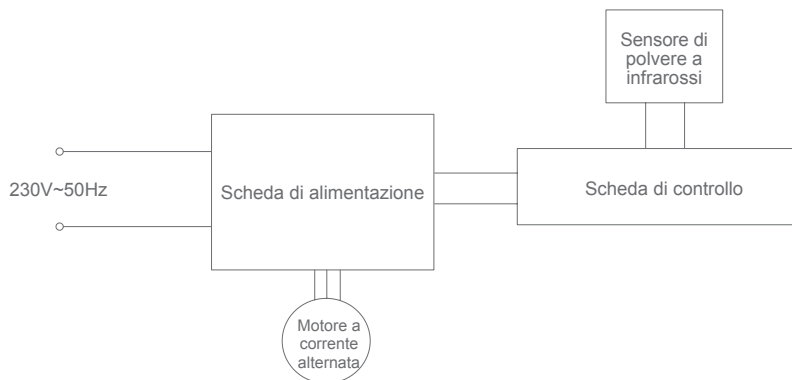 Sensore di
polvere a
infrarossi
230V~50Hz
Scheda di alimentazione
Scheda di controllo
Motore a
corrente
alternata